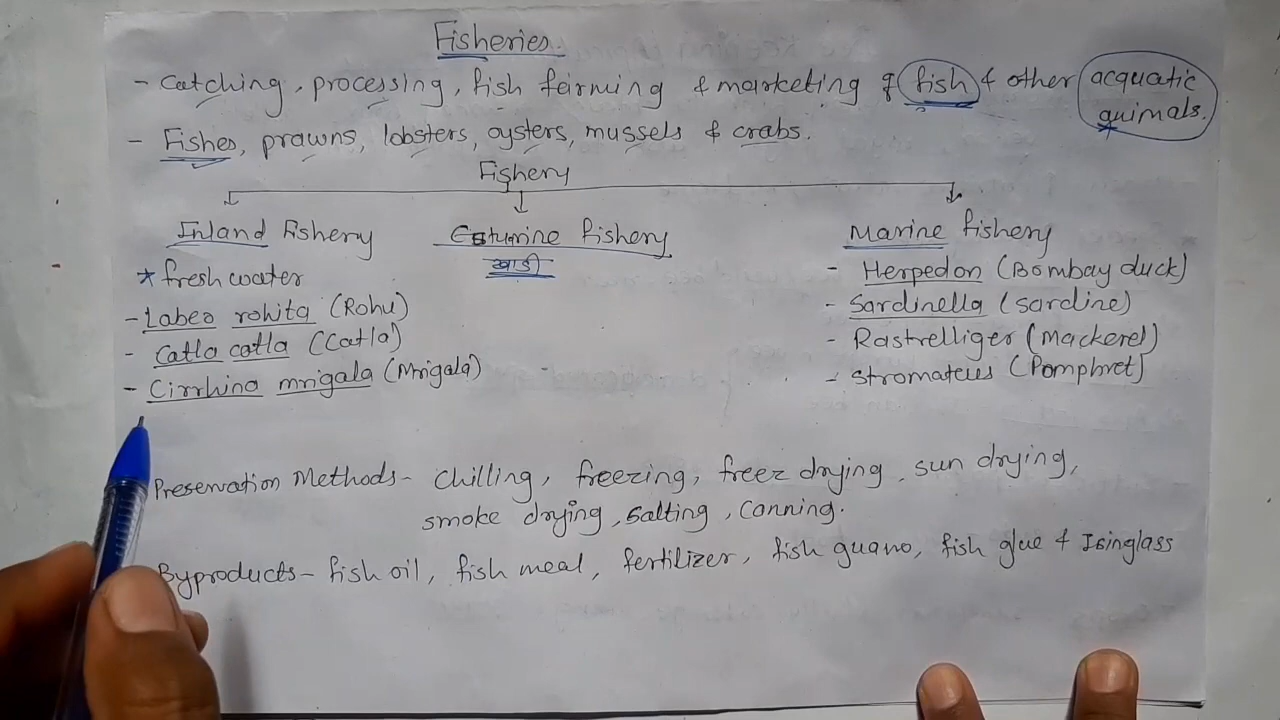 Fisheries.
- Catching, processing, fish fairming & marketing of fish & other acquatic animals.
- Fishes, prawns, lobsters, oysters, mussels & crabs.
Fishery
Inland Fishery
* fresh water
- Labeo rohita (Rohu)
- Catla catla (Catla)
- Cirrhina mrigala (Mrigala)
Esturine fishery
खाडी
Marine fishery
- Herpedon (Bombay duck)
- Sardinella (sardine)
- Rastrelliger (Mackerel)
- Stromateus (Pomphret)
Preservation Methods - Chilling, freezing, freez drying, sun drying,
smoke drying, salting, Canning.
Byproducts - fish oil, fish meal, fertilizer, fish guano, fish glue & Isinglass